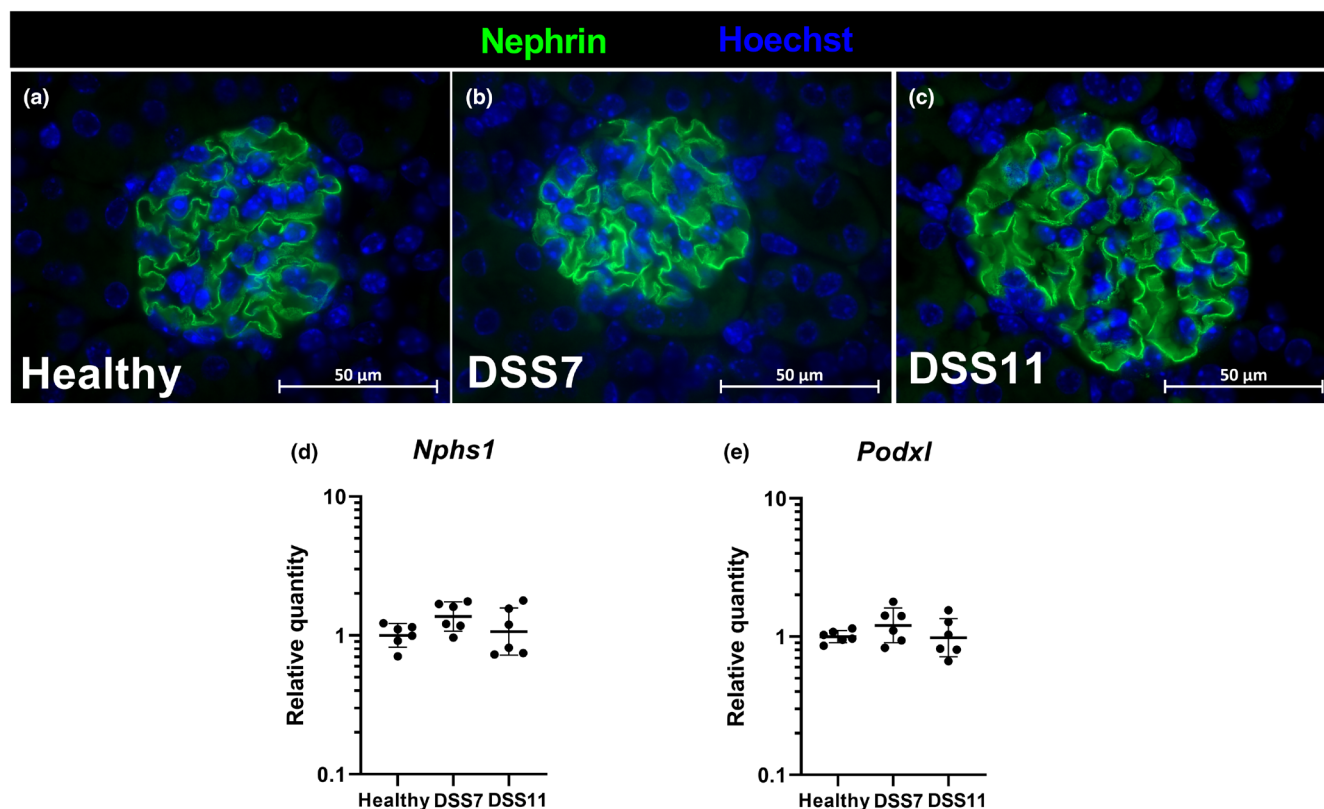 Nephrin Hoechst
(a) (b) (c)
Healthy 50 µm DSS7 50 µm DSS11 50 µm
(d) Nphs1 (e) Podxl
10 10
Relative quantity Relative quantity
1 1
0.1 0.1
Healthy DSS7 DSS11 Healthy DSS7 DSS11